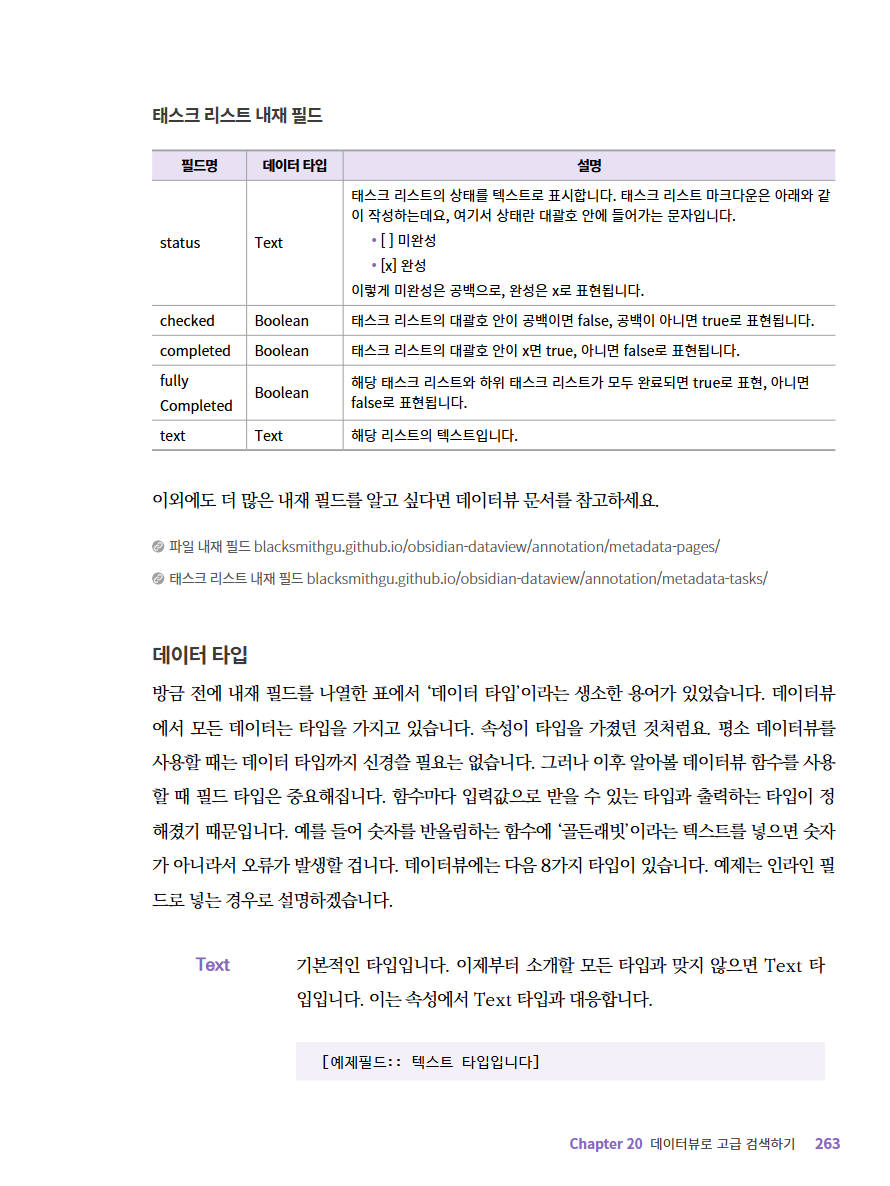 태스크 리스트 내재 필드
필드명 데이터 타입 설명
status Text 태스크 리스트의 상태를 텍스트로 표시합니다. 태스크 리스트 마크다운은 아래와 같
이 작성하는데요, 여기서 상태란 대괄호 안에 들어가는 문자입니다.
• [ ] 미완성
• [x] 완성
이렇게 미완성은 공백으로, 완성은 x로 표현됩니다.
checked Boolean 태스크 리스트의 대괄호 안이 공백이면 false, 공백이 아니면 true로 표현됩니다.
completed Boolean 태스크 리스트의 대괄호 안이 x면 true, 아니면 false로 표현됩니다.
fully
Completed Boolean 해당 태스크 리스트와 하위 태스크 리스트가 모두 완료되면 true로 표현, 아니면
false로 표현됩니다.
text Text 해당 리스트의 텍스트입니다.
이외에도 더 많은 내재 필드를 알고 싶다면 데이터뷰 문서를 참고하세요.
파일 내재 필드 blacksmithgu.github.io/obsidian-dataview/annotation/metadata-pages/
태스크 리스트 내재 필드 blacksmithgu.github.io/obsidian-dataview/annotation/metadata-tasks/
데이터 타입
방금 전에 내재 필드를 나열한 표에서 ‘데이터 타입’이라는 생소한 용어가 있었습니다. 데이터뷰
에서 모든 데이터는 타입을 가지고 있습니다. 속성이 타입을 가졌던 것처럼요. 평소 데이터뷰를
사용할 때는 데이터 타입까지 신경쓸 필요는 없습니다. 그러나 이후 알아볼 데이터뷰 함수를 사용
할 때 필드 타입은 중요해집니다. 함수마다 입력값으로 받을 수 있는 타입과 출력하는 타입이 정
해졌기 때문입니다. 예를 들어 숫자를 반올림하는 함수에 ‘골든래빗’이라는 텍스트를 넣으면 숫자
가 아니라서 오류가 발생할 겁니다. 데이터뷰에는 다음 8가지 타입이 있습니다. 예제는 인라인 필
드로 넣는 경우로 설명하겠습니다.
Text 기본적인 타입입니다. 이제부터 소개할 모든 타입과 맞지 않으면 Text 타
입입니다. 이는 속성에서 Text 타입과 대응합니다.
[예제필드:: 텍스트 타입입니다]
Chapter 20 데이터뷰로 고급 검색하기 263